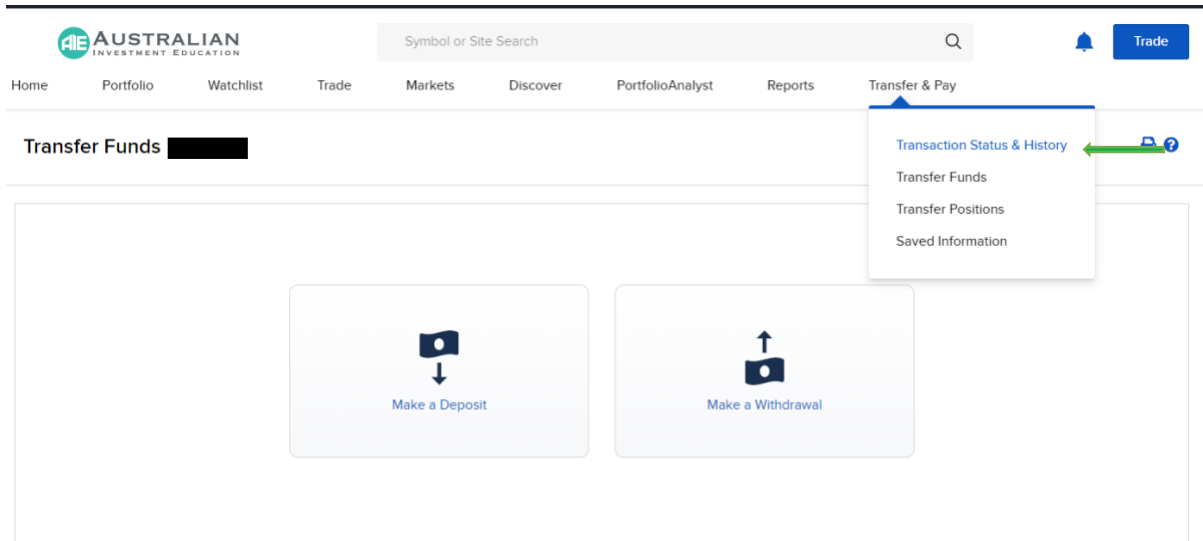 AIE AUSTRALIAN
INVESTMENT EDUCATION
Symbol or Site Search
Trade
Home Portfolio Watchlist Trade Markets Discover PortfolioAnalyst Reports Transfer & Pay
Transfer Funds
Transaction Status & History
?
Transfer Funds
Transfer Positions
Saved Information
Make a Deposit Make a Withdrawal